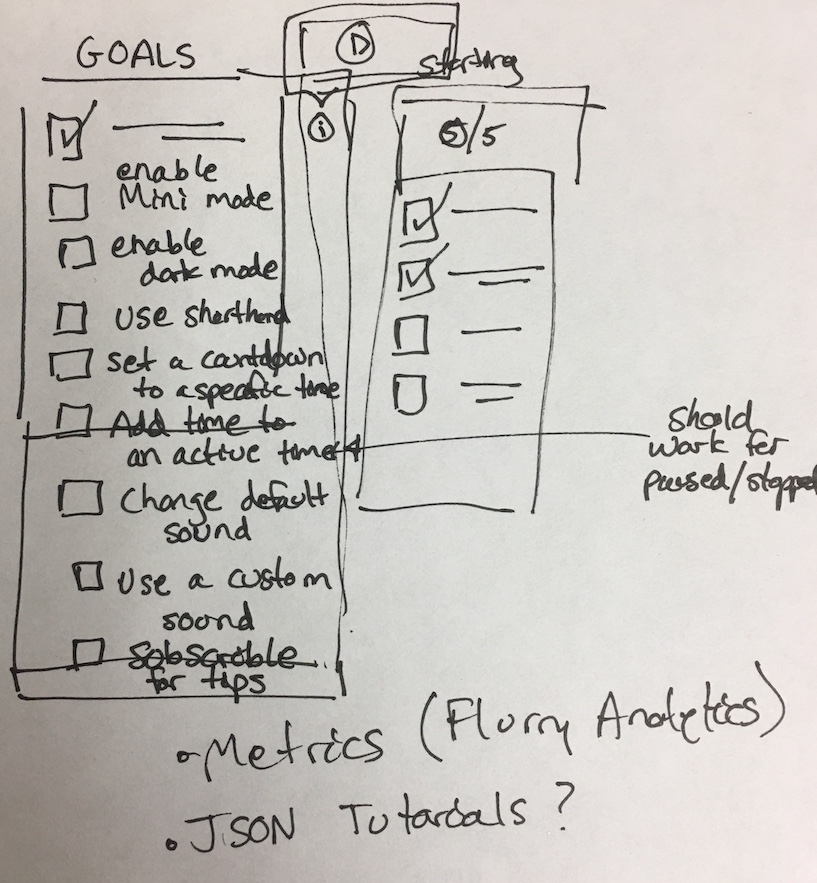 GOALS
starting
i
5/5
enable
Mini mode
enable
dark mode
use shorthand
set a countdown
to a specific time
Add time to
an active timer
should
work for
paused/stopped
Change default
sound
Use a custom
sound
Subscribe
for tips
Metrics (Flurry Analytics)
JSON Tutorials ?